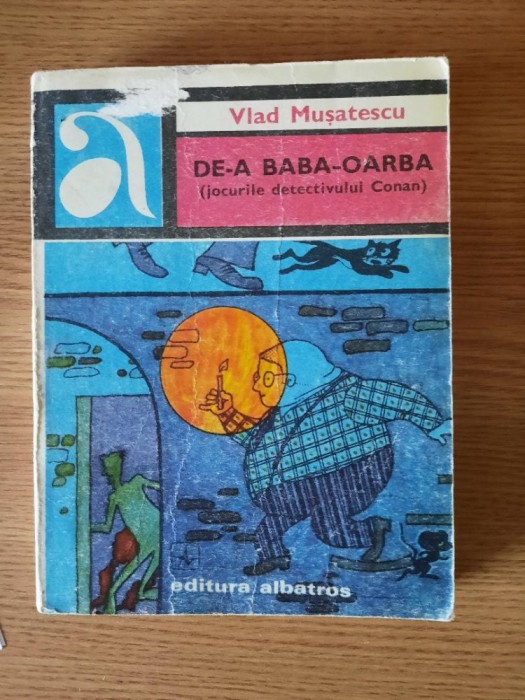 a
Vlad Mușatescu
DE-A BABA-OARBA
(jocurile detectivului Conan)
editura albatros